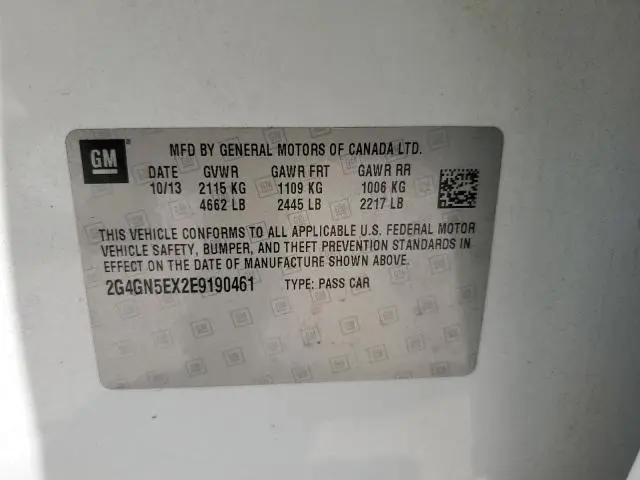 GM
MFD BY GENERAL MOTORS OF CANADA LTD.
DATE GVWR GAWR FRT GAWR RR
10/13 2115 KG 1109 KG 1006 KG
4662 LB 2445 LB 2217 LB
THIS VEHICLE CONFORMS TO ALL APPLICABLE U.S. FEDERAL MOTOR
VEHICLE SAFETY, BUMPER, AND THEFT PREVENTION STANDARDS IN
EFFECT ON THE DATE OF MANUFACTURE SHOWN ABOVE.
2G4GN5EX2E9190461 TYPE: PASS CAR